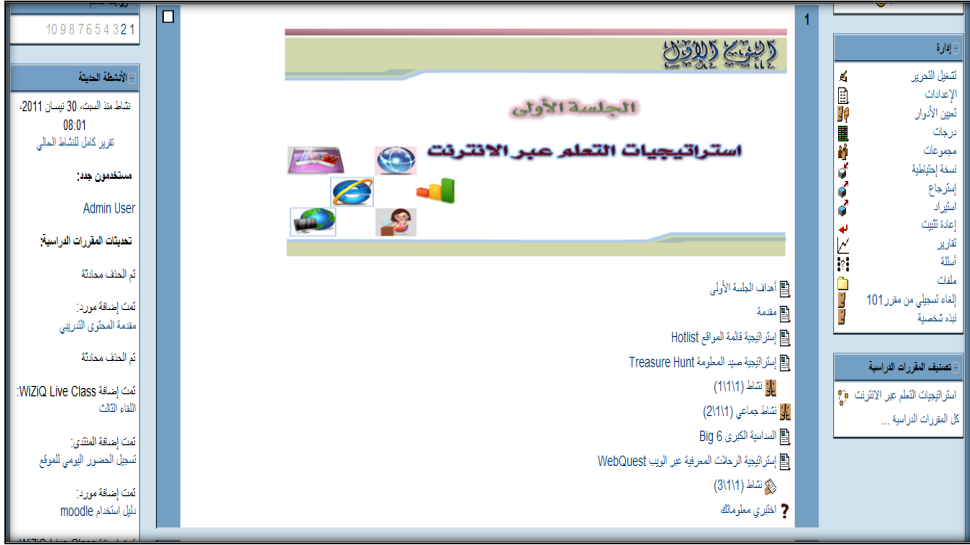 إدارة
تشغيل التحرير
الإعدادات
تعيين الأدوار
درجات
مجموعات
نسخة إحتياطية
إسترجاع
استيراد
إعادة تثبيت
تقارير
أسئلة
ملفات
إلغاء تسجيلي من مقرر101
نبذه شخصية
تصنيف المقررات الدراسية
استراتيجيات التعلم عبر الانترنت
كل المقررات الدراسية ...
1
اليوم الأول
الجلسة الأولى
استراتيجيات التعلم عبر الانترنت
أهداف الجلسة الأولى
مقدمة
إستراتيجية قائمة المواقع Hotlist
إستراتيجية صيد المعلومة Treasure Hunt
نشاط (1\1\1)
نشاط جماعي (2\1\1)
السداسية الكبرى Big 6
إستراتيجية الرحلات المعرفية عبر الويب WebQuest
نشاط (3\1\1)
اختبري معلوماتك
1 2 3 4 5 6 7 8 9 10
الأنشطة الحديثة
نشاط منذ السبت، 30 نيسان 2011،
08:01
تقرير كامل للنشاط الحالي
مستخدمون جدد:
Admin User
تحديثات المقررات الدراسية:
تم الحذف محادثة
تمت إضافة مورد:
مقدمة المحتوى التدريبي
تم الحذف محادثة
تمت إضافة WiZiQ Live Class:
اللقاء الثالث
تمت إضافة المنتدى:
تسجيل الحضور اليومي للموقع
تمت إضافة مورد:
دليل استخدام moodle